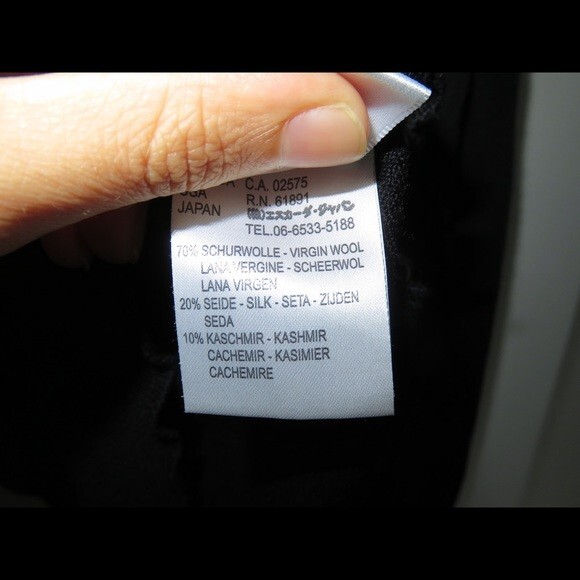 C.A. 02575
USA R.N. 61891
JAPAN ㈱エスカーダ・ジャパン
TEL.06-6533-5188
70% SCHURWOLLE - VIRGIN WOOL
LANA VERGINE - SCHEERWOL
LANA VIRGEN
20% SEIDE - SILK - SETA - ZIJDEN
SEDA
10% KASCHMIR - KASHMIR
CACHEMIR - KASIMIER
CACHEMIRE